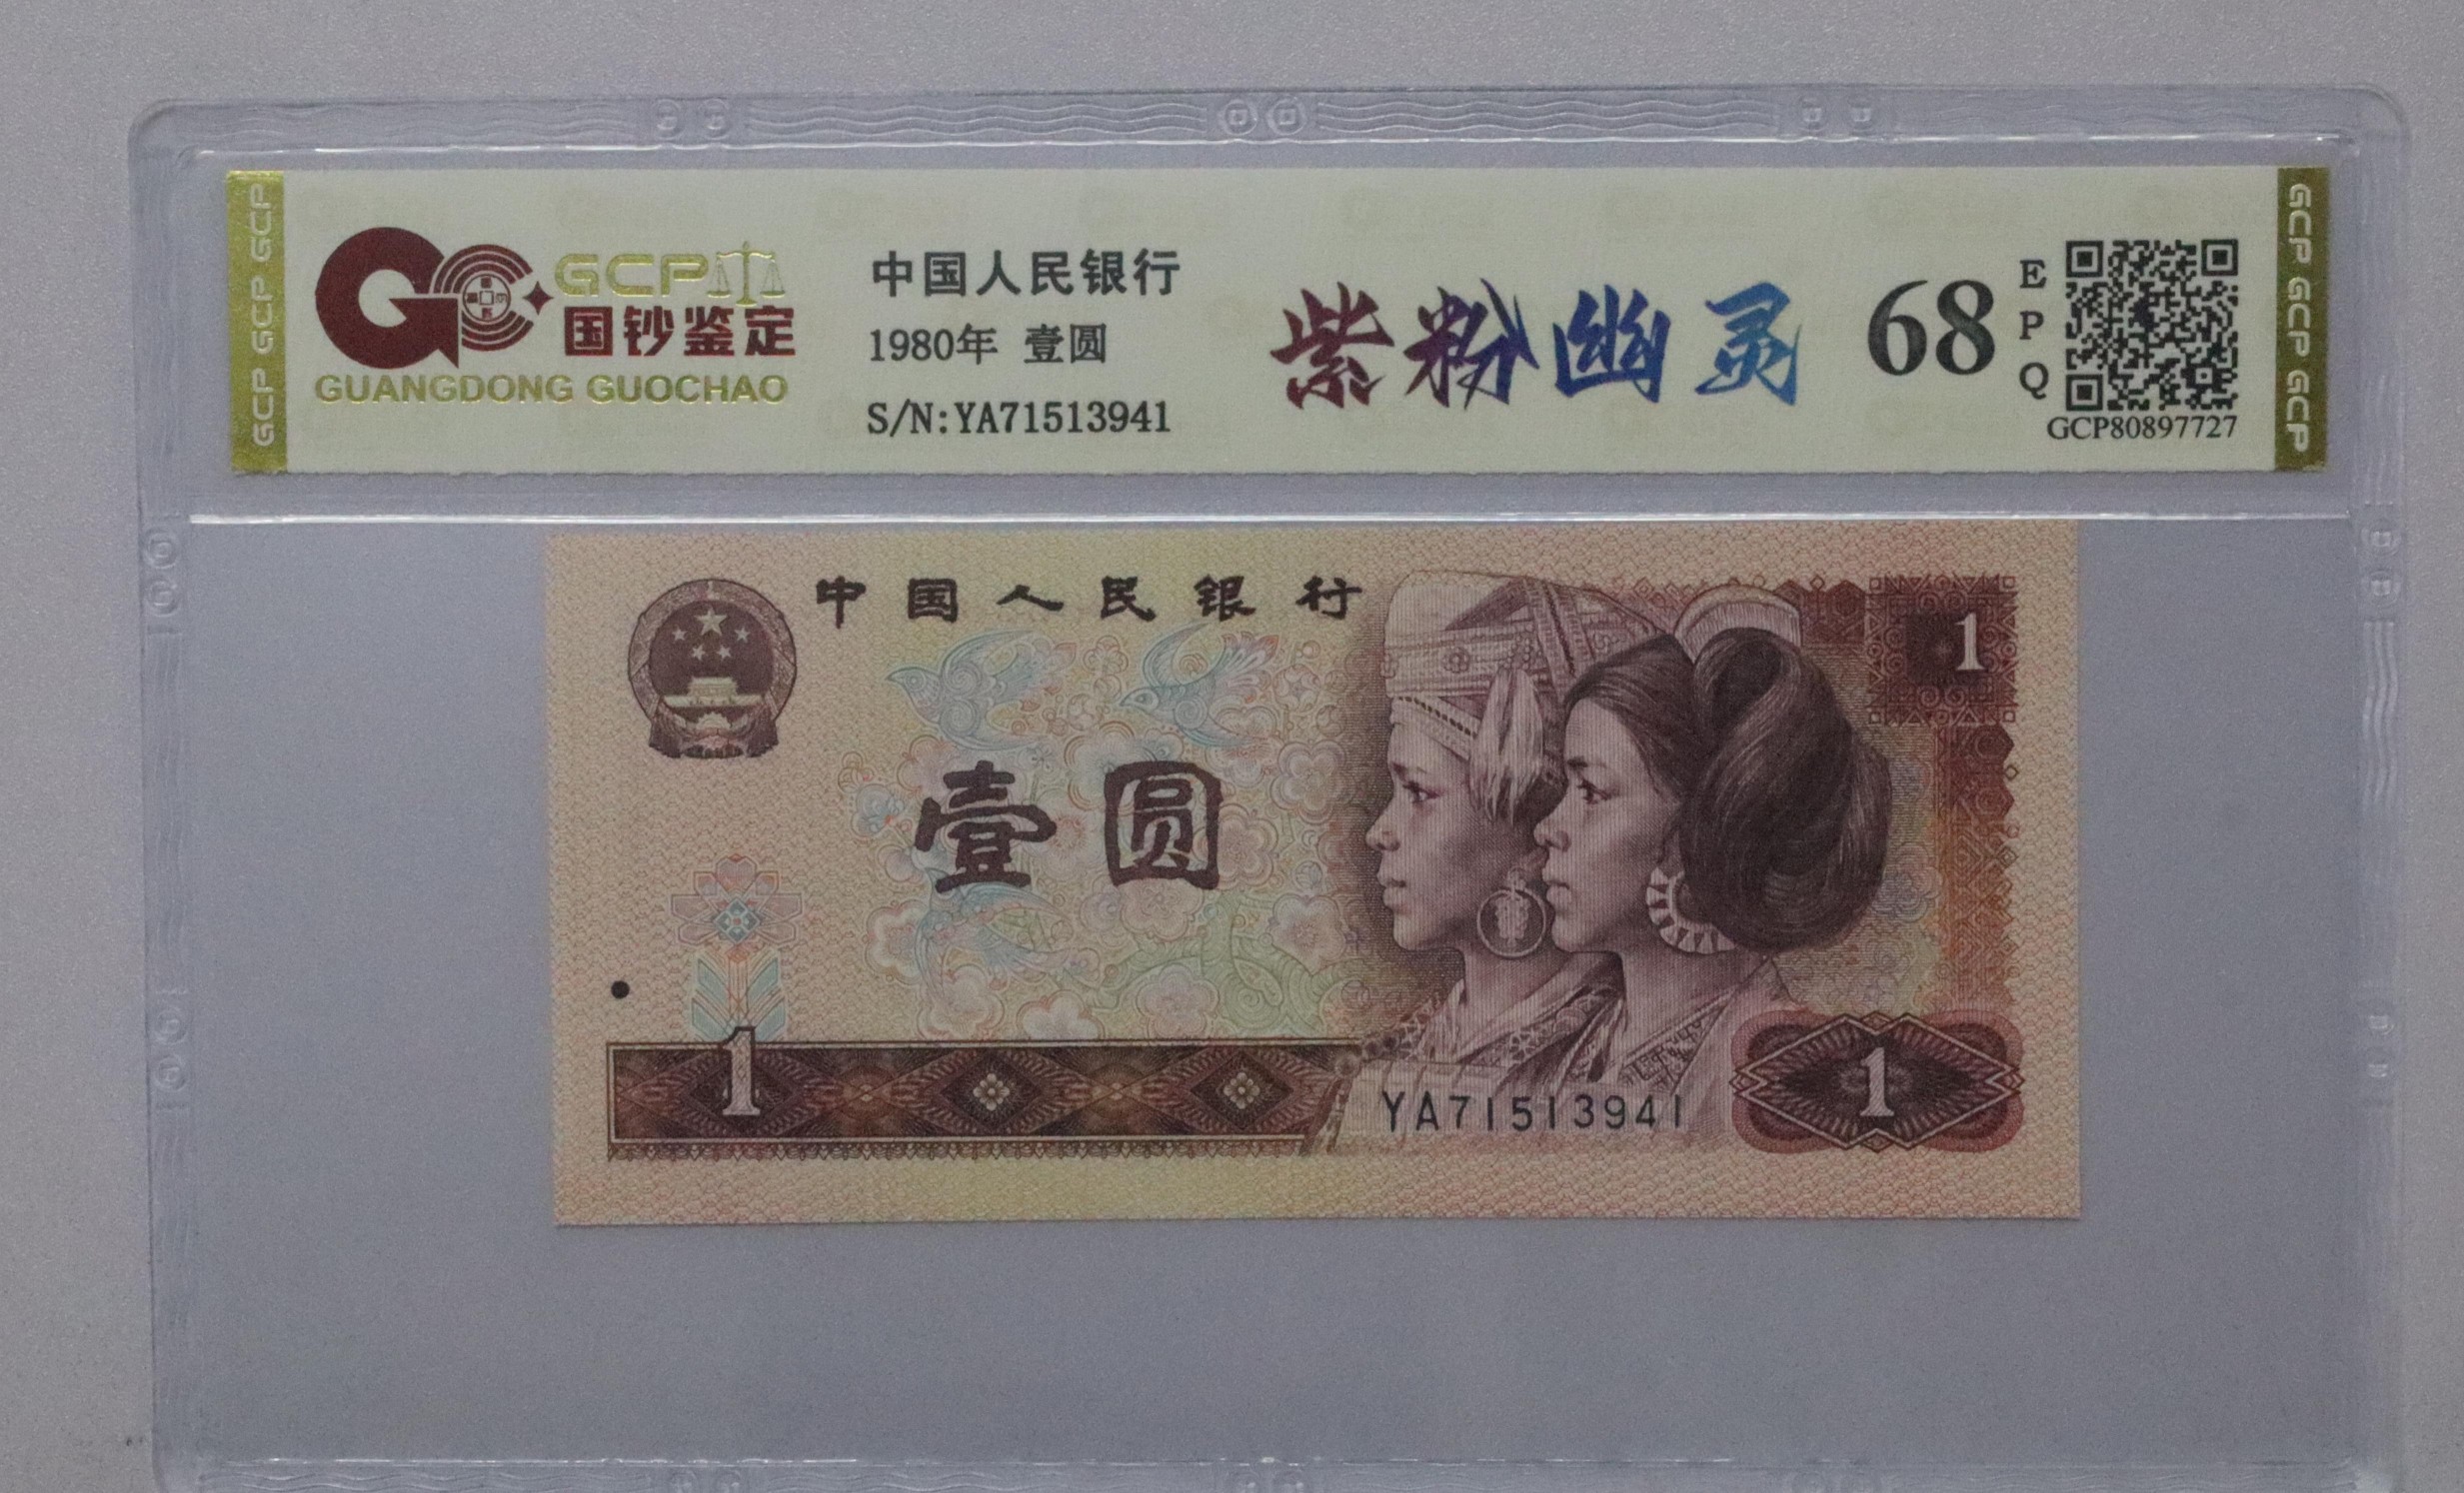 GCP GCP GCP
GCP
国钞鉴定
GUANGDONG GUOCHAO
中国人民银行
1980年 壹圆
S/N:YA71513941
紫粉幽灵
68
E
P
Q
GCP80897727
GCP GCP GCP
中国人民银行
1
壹圆
1
YA71513941
1